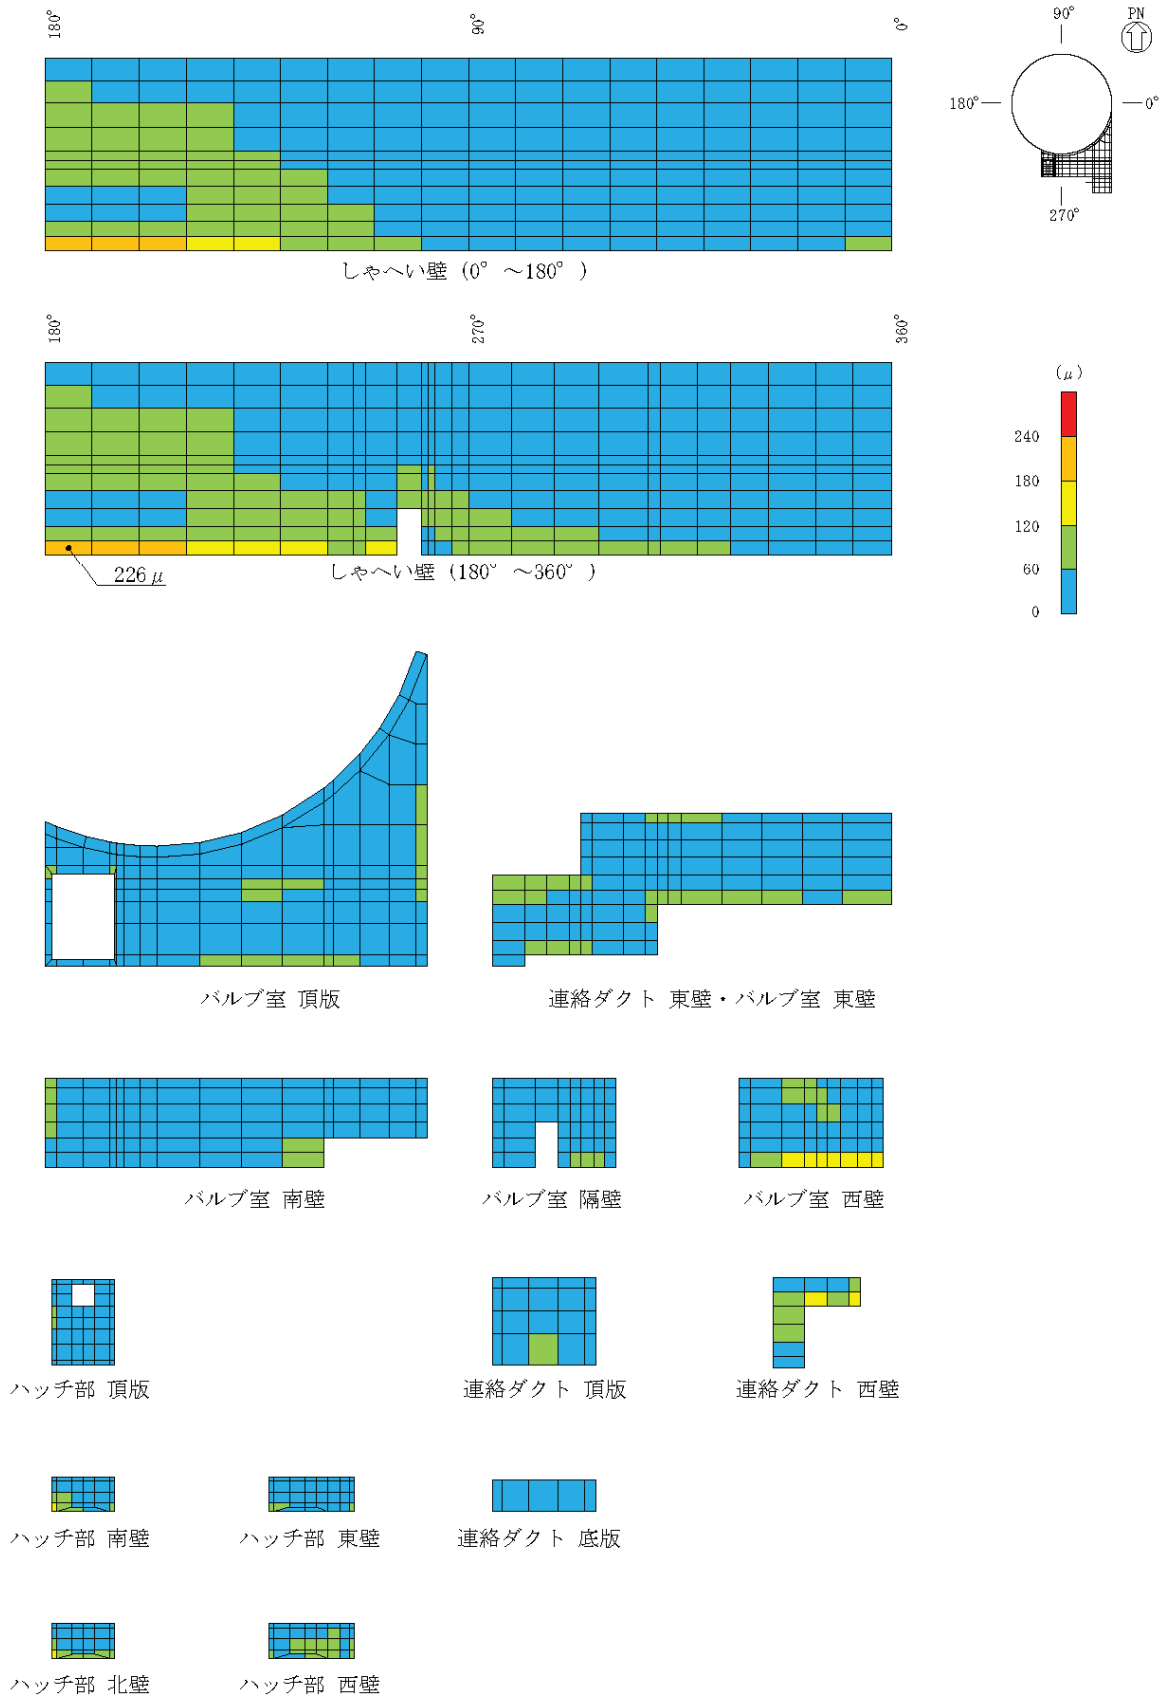 180°
90°
0°
90°
PN
180°
0°
270°
しゃへい壁 (0° ～180° )
180°
270°
360°
(μ)
240
180
120
60
0
226μ
しゃへい壁 (180° ～360° )
バルブ室 頂版
連絡ダクト 東壁・バルブ室 東壁
バルブ室 南壁
バルブ室 隔壁
バルブ室 西壁
ハッチ部 頂版
連絡ダクト 頂版
連絡ダクト 西壁
ハッチ部 南壁
ハッチ部 東壁
連絡ダクト 底版
ハッチ部 北壁
ハッチ部 西壁